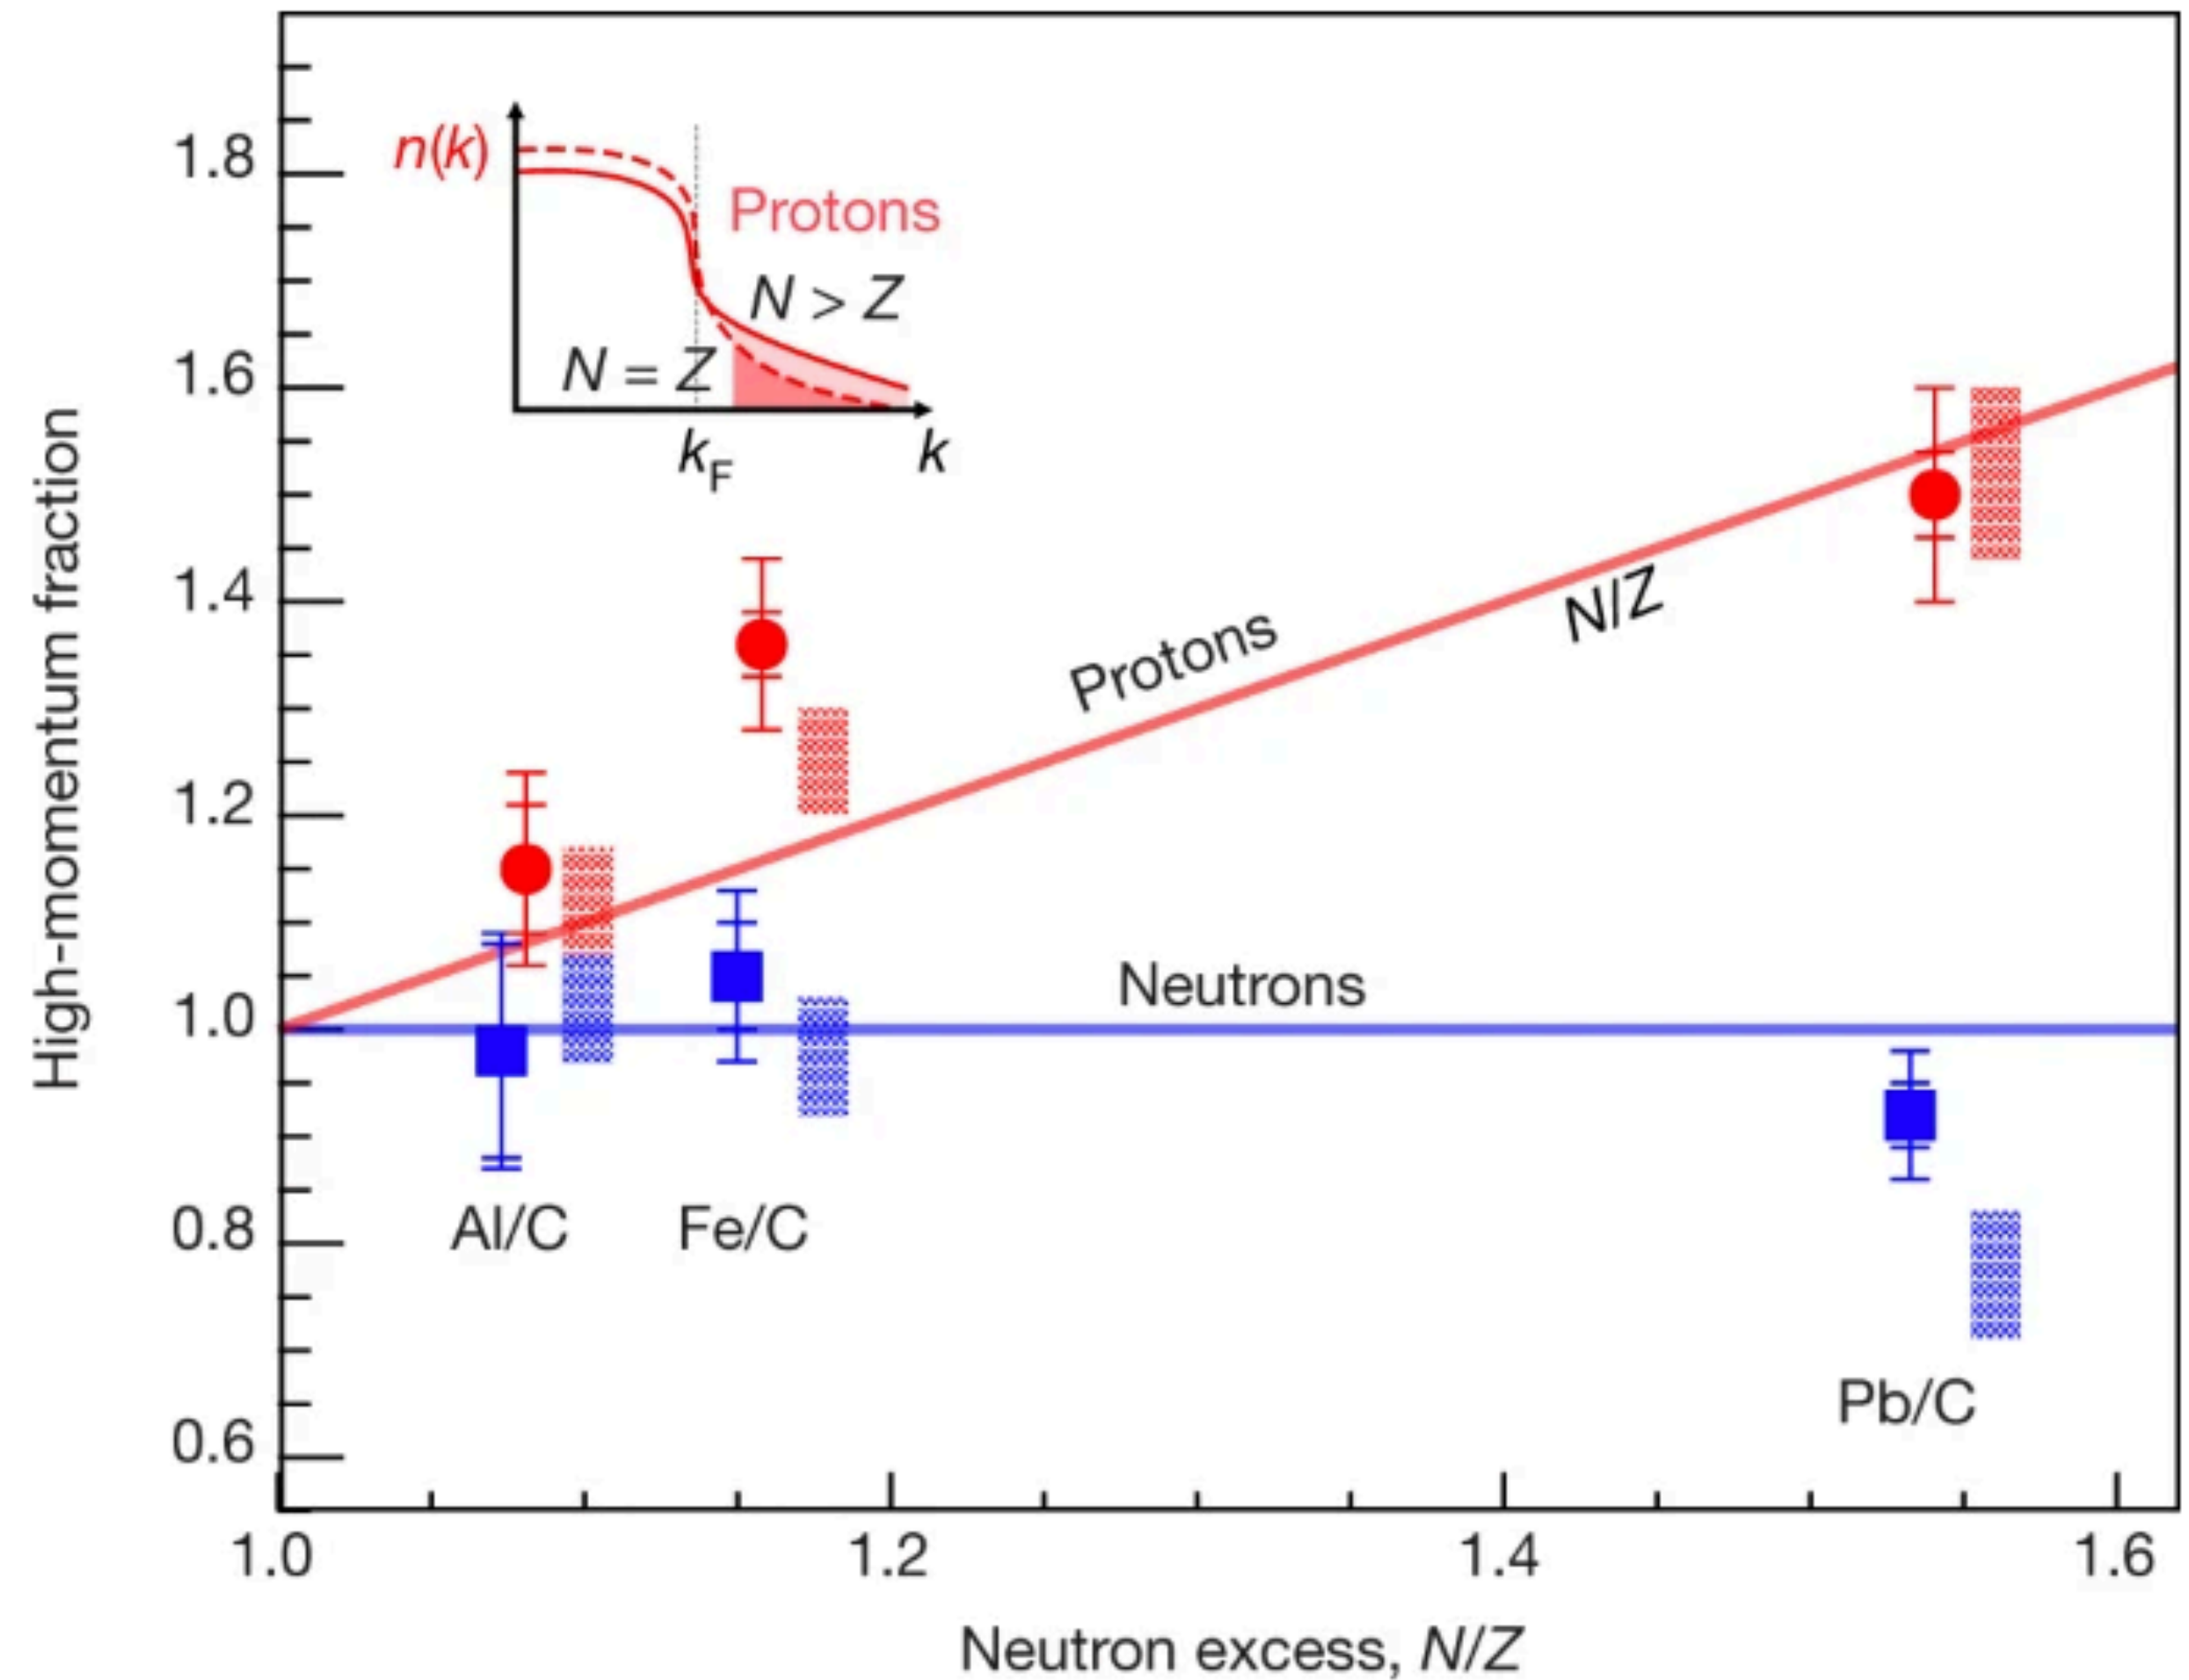 High-momentum fraction
1.8
1.6
1.4
1.2
1.0
0.8
0.6
n(k)
Protons
N > Z
N = Z
kF
k
Protons
N/Z
Neutrons
Al/C
Fe/C
Pb/C
1.0
1.2
1.4
1.6
Neutron excess, N/Z